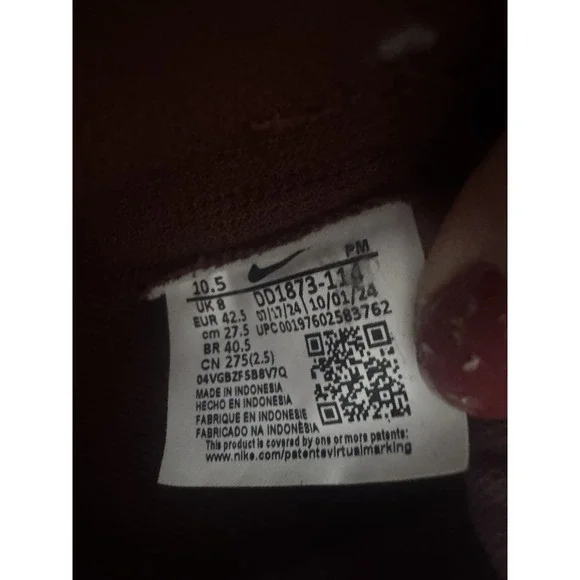 10.5 PM
UK 8 DD1873-114
EUR 42.5 07/17/24 10/01/24
cm 27.5 UPC 00197602583762
BR 40.5
CN 275(2.5)
04VGBZF5B8V7Q
MADE IN INDONESIA
HECHO EN INDONESIA
FABRIQUE EN INDONESIE
FABRICADO NA INDONÉSIA
This product is covered by one or more patents:
www.nike.com/patentsvirtualmarking